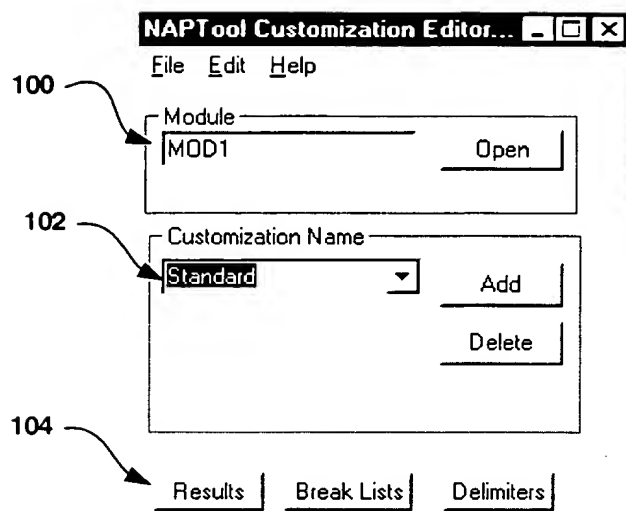 NAPTool Customization Editor...
File Edit Help
100
Module
MOD1 Open
102
Customization Name
Standard Add
Delete
104
Results Break Lists Delimiters